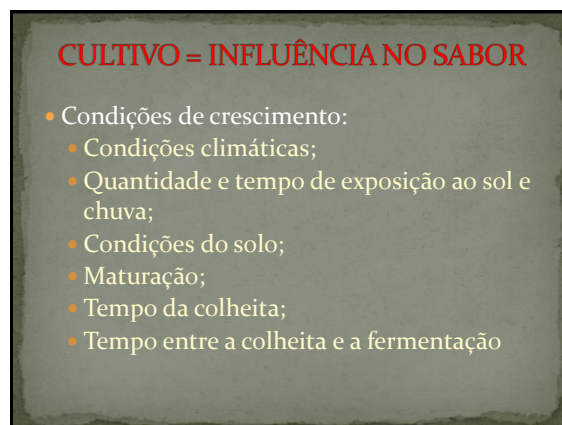 CULTIVO = INFLUÊNCIA NO SABOR
• Condições de crescimento:
• Condições climáticas;
• Quantidade e tempo de exposição ao sol e
chuva;
• Condições do solo;
• Maturação;
• Tempo da colheita;
• Tempo entre a colheita e a fermentação